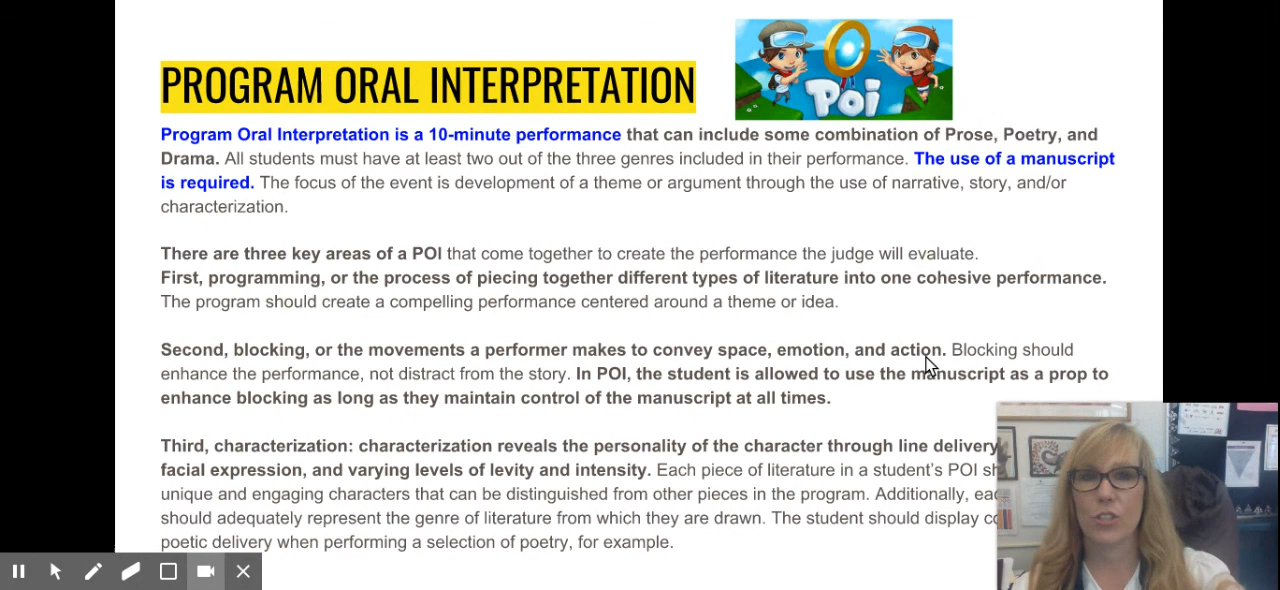 PROGRAM ORAL INTERPRETATION
Poi
Program Oral Interpretation is a 10-minute performance that can include some combination of Prose, Poetry, and
Drama. All students must have at least two out of the three genres included in their performance. The use of a manuscript
is required. The focus of the event is development of a theme or argument through the use of narrative, story, and/or
characterization.
There are three key areas of a POI that come together to create the performance the judge will evaluate.
First, programming, or the process of piecing together different types of literature into one cohesive performance.
The program should create a compelling performance centered around a theme or idea.
Second, blocking, or the movements a performer makes to convey space, emotion, and action. Blocking should
enhance the performance, not distract from the story. In POI, the student is allowed to use the manuscript as a prop to
enhance blocking as long as they maintain control of the manuscript at all times.
Third, characterization: characterization reveals the personality of the character through line delivery
facial expression, and varying levels of levity and intensity. Each piece of literature in a student's POI
unique and engaging characters that can be distinguished from other pieces in the program. Additionally,
should adequately represent the genre of literature from which they are drawn. The student should display
poetic delivery when performing a selection of poetry, for example.